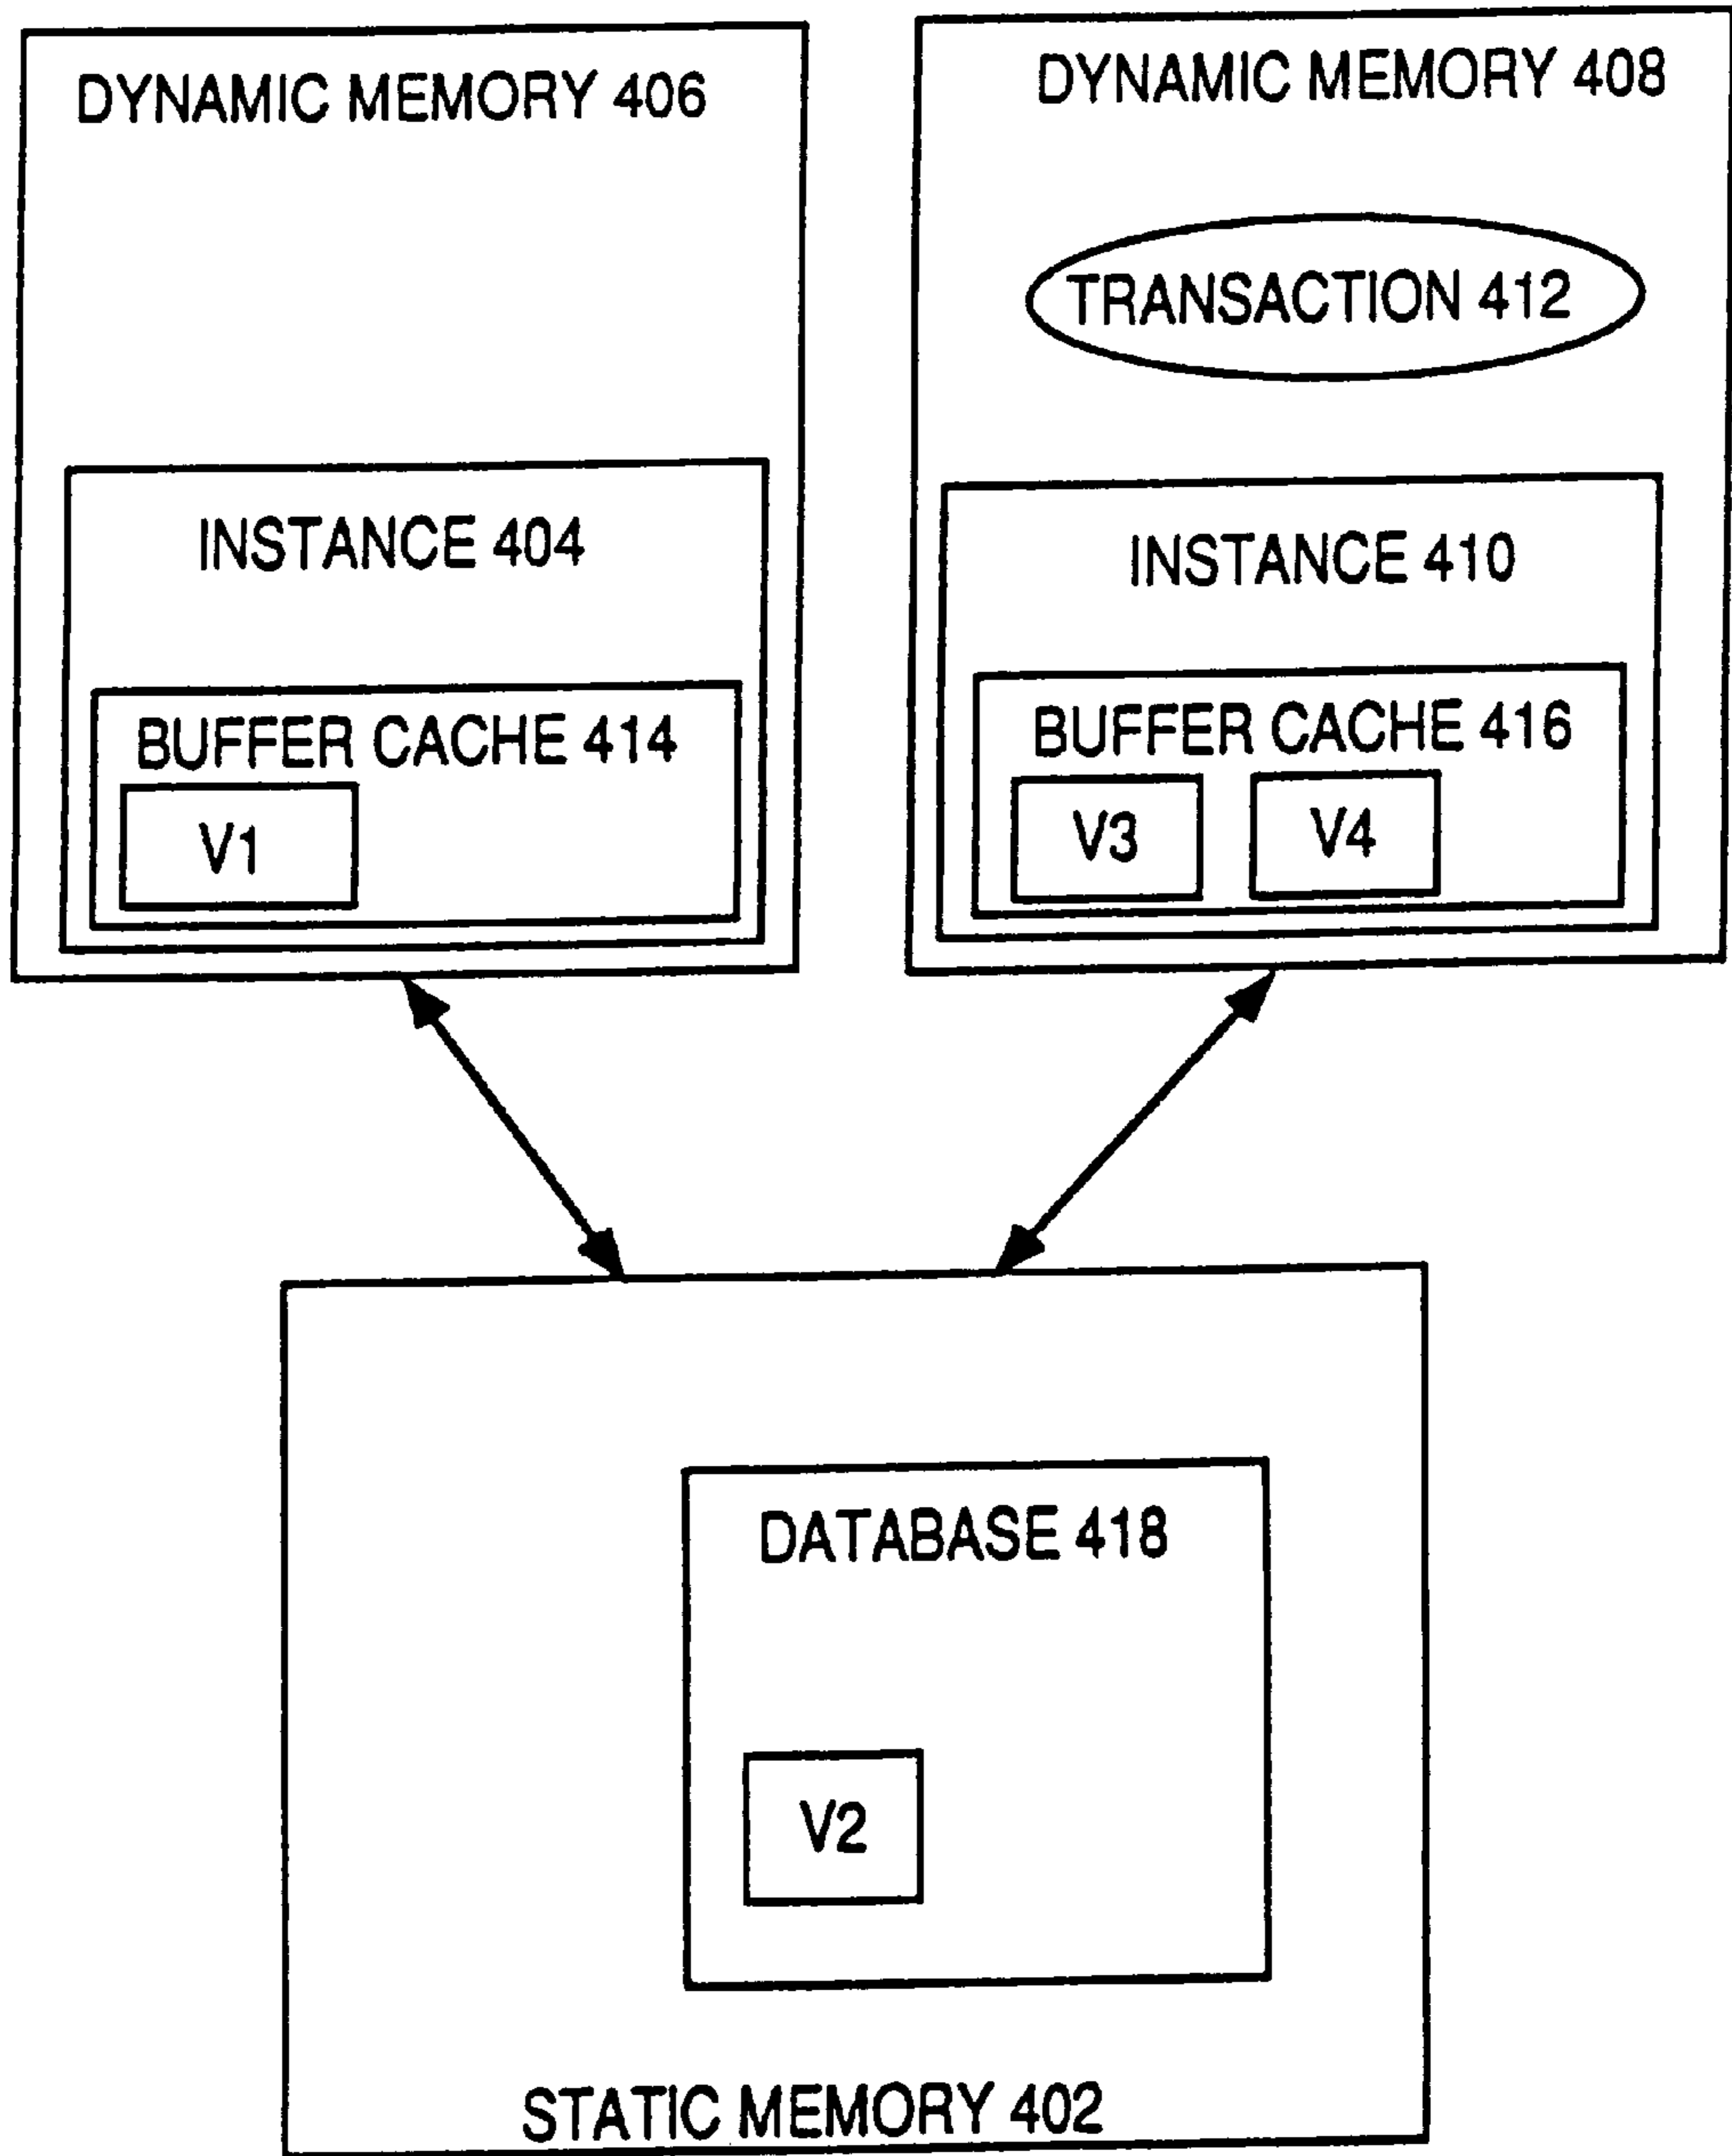 DYNAMIC MEMORY 406
INSTANCE 404
BUFFER CACHE 414
V1
DYNAMIC MEMORY 408
TRANSACTION 412
INSTANCE 410
BUFFER CACHE 416
V3
V4
DATABASE 418
V2
STATIC MEMORY 402